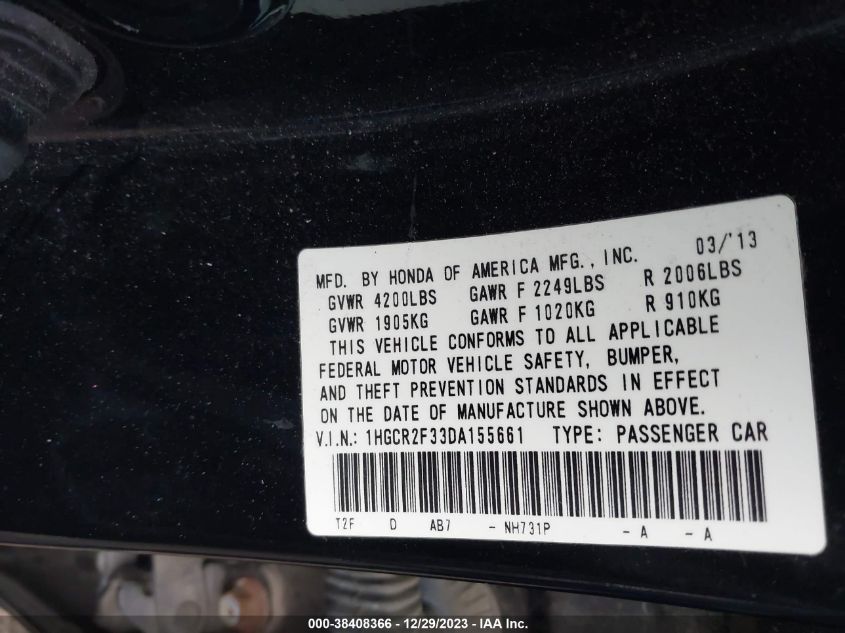 MFD. BY HONDA OF AMERICA MFG., INC. 03/'13
GVWR 4200LBS GAWR F 2249LBS R 2006LBS
GVWR 1905KG GAWR F 1020KG R 910KG
THIS VEHICLE CONFORMS TO ALL APPLICABLE
FEDERAL MOTOR VEHICLE SAFETY, BUMPER,
AND THEFT PREVENTION STANDARDS IN EFFECT
ON THE DATE OF MANUFACTURE SHOWN ABOVE.
V.I.N.: 1HGCR2F33DA155661 TYPE: PASSENGER CAR
T2F D AB7 - NH731P - A - A
000-38408366 - 12/29/2023 - IAA Inc.